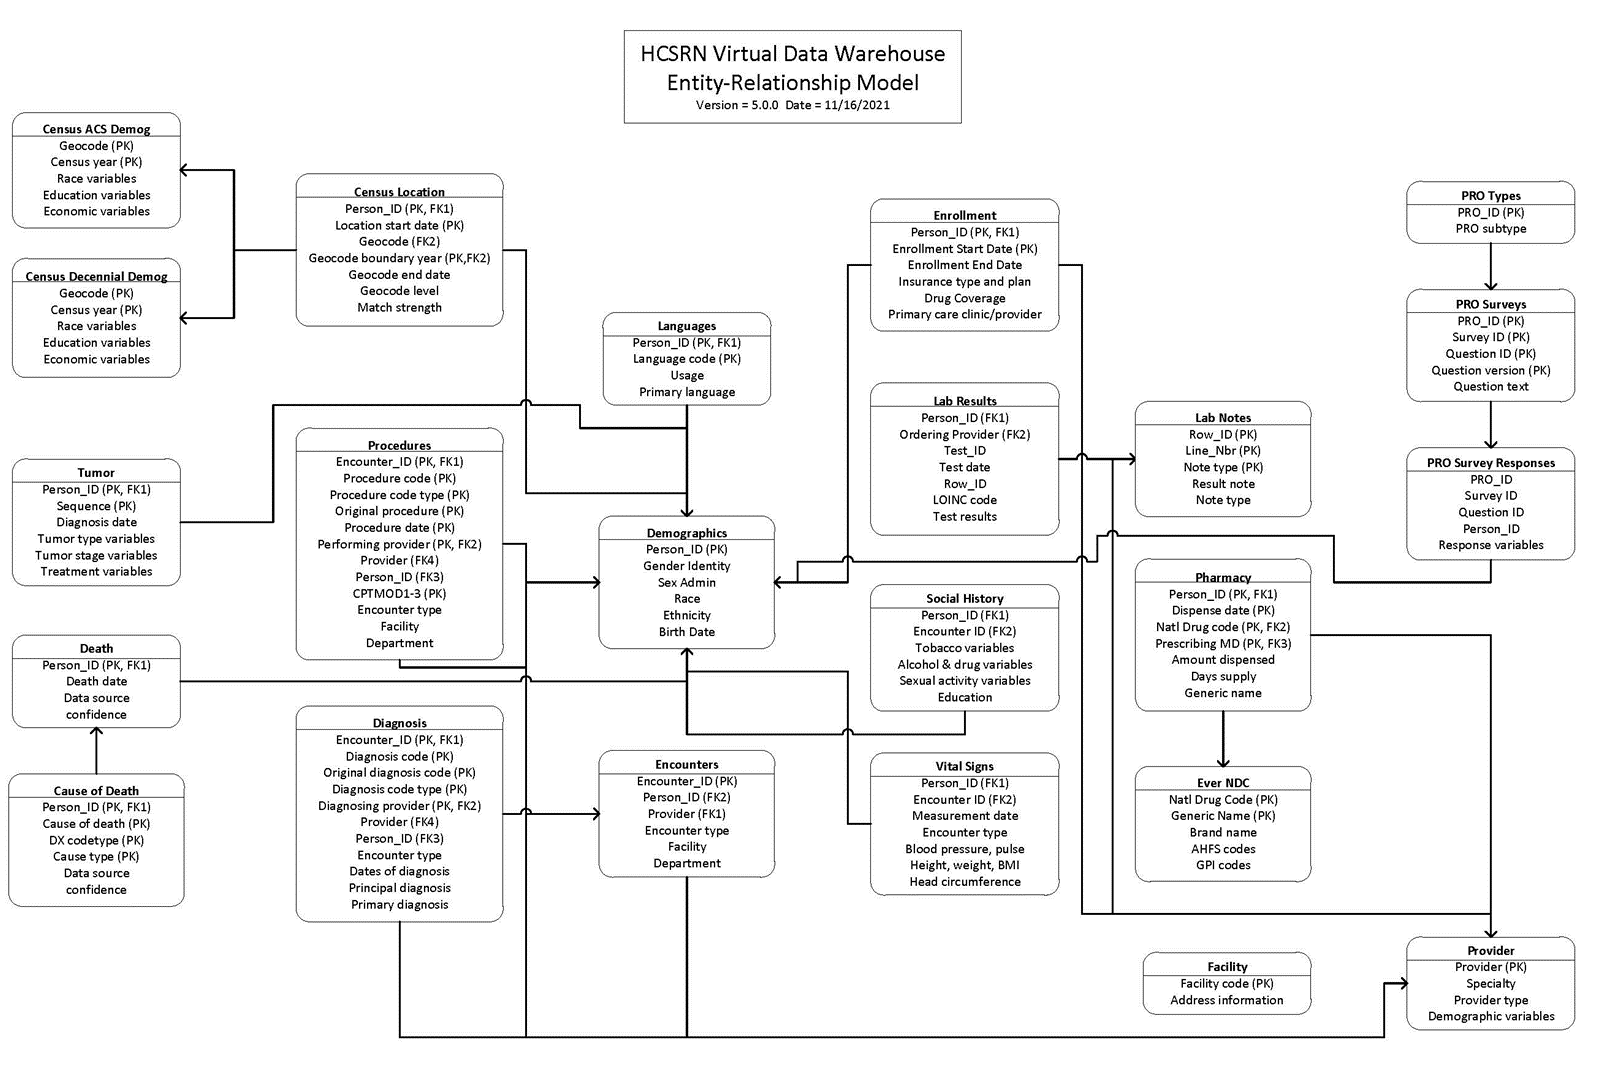 HCSRN Virtual Data Warehouse
Entity-Relationship Model
Version = 5.0.0  Date = 11/16/2021
Census ACS Demog
Geocode (PK)
Census year (PK)
Race variables
Education variables
Economic variables
Census Decennial Demog
Geocode (PK)
Census year (PK)
Race variables
Education variables
Economic variables
Tumor
Person_ID (PK, FK1)
Sequence (PK)
Diagnosis date
Tumor type variables
Tumor stage variables
Treatment variables
Death
Person_ID (PK, FK1)
Death date
Data source
confidence
Cause of Death
Person_ID (PK, FK1)
Cause of death (PK)
DX codetype (PK)
Cause type (PK)
Data source
confidence
Census Location
Person_ID (PK, FK1)
Location start date (PK)
Geocode (FK2)
Geocode boundary year (PK,FK2)
Geocode end date
Geocode level
Match strength
Procedures
Encounter_ID (PK, FK1)
Procedure code (PK)
Procedure code type (PK)
Original procedure (PK)
Procedure date (PK)
Performing provider (PK, FK2)
Provider (FK4)
Person_ID (FK3)
CPTMOD1-3 (PK)
Encounter type
Facility
Department
Diagnosis
Encounter_ID (PK, FK1)
Diagnosis code (PK)
Original diagnosis code (PK)
Diagnosis code type (PK)
Diagnosing provider (PK, FK2)
Provider (FK4)
Person_ID (FK3)
Encounter type
Dates of diagnosis
Principal diagnosis
Primary diagnosis
Languages
Person_ID (PK, FK1)
Language code (PK)
Usage
Primary language
Demographics
Person_ID (PK)
Gender Identity
Sex Admin
Race
Ethnicity
Birth Date
Encounters
Encounter_ID (PK)
Person_ID (FK2)
Provider (FK1)
Encounter type
Facility
Department
Enrollment
Person_ID (PK, FK1)
Enrollment Start Date (PK)
Enrollment End Date
Insurance type and plan
Drug Coverage
Primary care clinic/provider
Lab Results
Person_ID (FK1)
Ordering Provider (FK2)
Test_ID
Test date
Row_ID
LOINC code
Test results
Social History
Person_ID (FK1)
Encounter ID (FK2)
Tobacco variables
Alcohol & drug variables
Sexual activity variables
Education
Vital Signs
Person_ID (FK1)
Encounter ID (FK2)
Measurement date
Encounter type
Blood pressure, pulse
Height, weight, BMI
Head circumference
Lab Notes
Row_ID (PK)
Line_Nbr (PK)
Note type (PK)
Result note
Note type
Pharmacy
Person_ID (PK, FK1)
Dispense date (PK)
Natl Drug code (PK, FK2)
Prescribing MD (PK, FK3)
Amount dispensed
Days supply
Generic name
Ever NDC
Natl Drug Code (PK)
Generic Name (PK)
Brand name
AHFS codes
GPI codes
Facility
Facility code (PK)
Address information
PRO Types
PRO_ID (PK)
PRO subtype
PRO Surveys
PRO_ID (PK)
Survey ID (PK)
Question ID (PK)
Question version (PK)
Question text
PRO Survey Responses
PRO_ID
Survey ID
Question ID
Person_ID
Response variables
Provider
Provider (PK)
Specialty
Provider type
Demographic variables